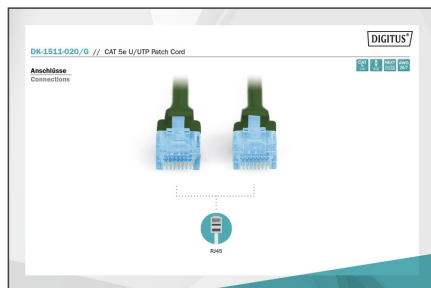 DIGITUS®
DK-1511-020/G // CAT 5e U/UTP Patch Cord
Anschlüsse
Connections
RJ45